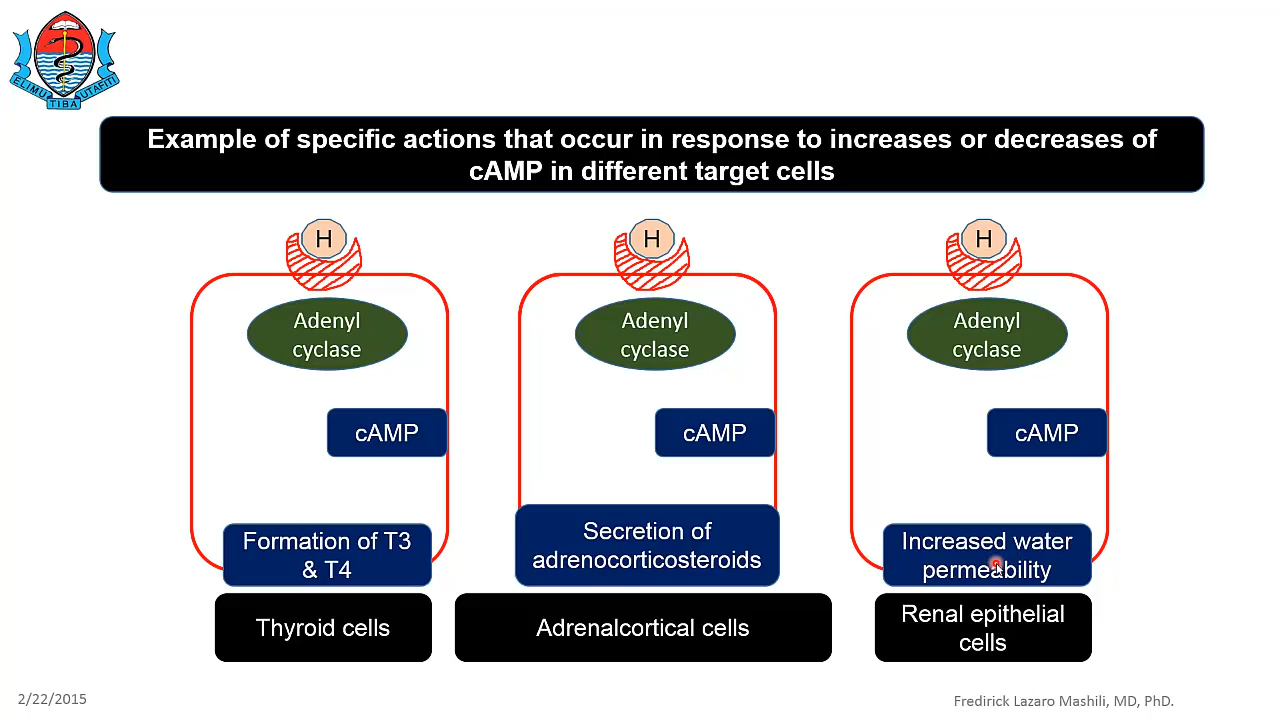 ELIMU TIBA UTAFITI
Example of specific actions that occur in response to increases or decreases of
cAMP in different target cells
H
H
H
Adenyl
cyclase
Adenyl
cyclase
Adenyl
cyclase
cAMP
cAMP
cAMP
Formation of T3
& T4
Secretion of
adrenocorticosteroids
Increased water
permeability
Thyroid cells
Adrenalcortical cells
Renal epithelial
cells
2/22/2015
Fredirick Lazaro Mashili, MD, PhD.